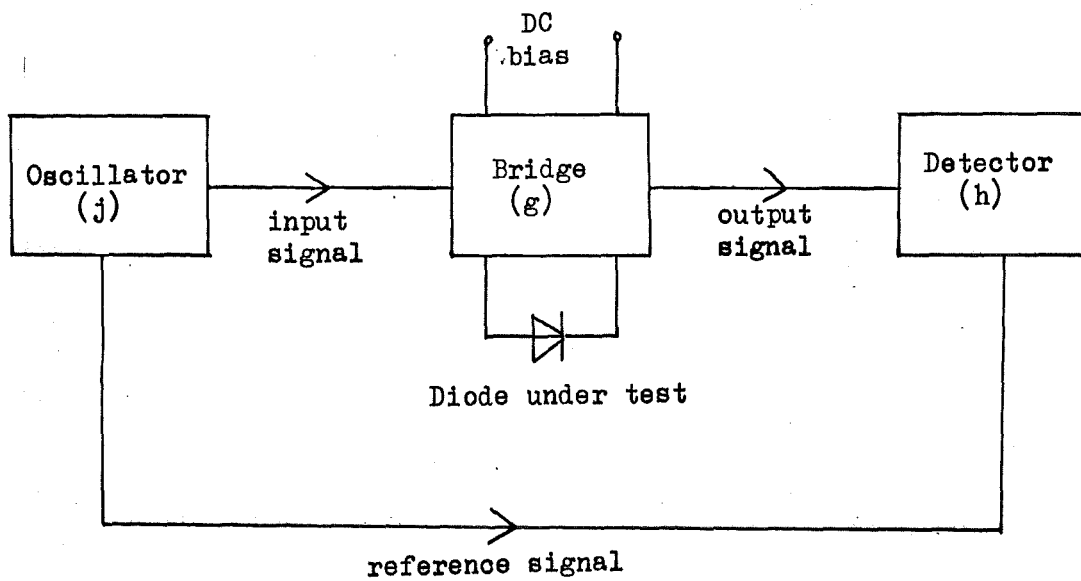 DC
bias
Oscillator
(j)
input
signal
Bridge
(g)
output
signal
Detector
(h)
Diode under test
reference signal